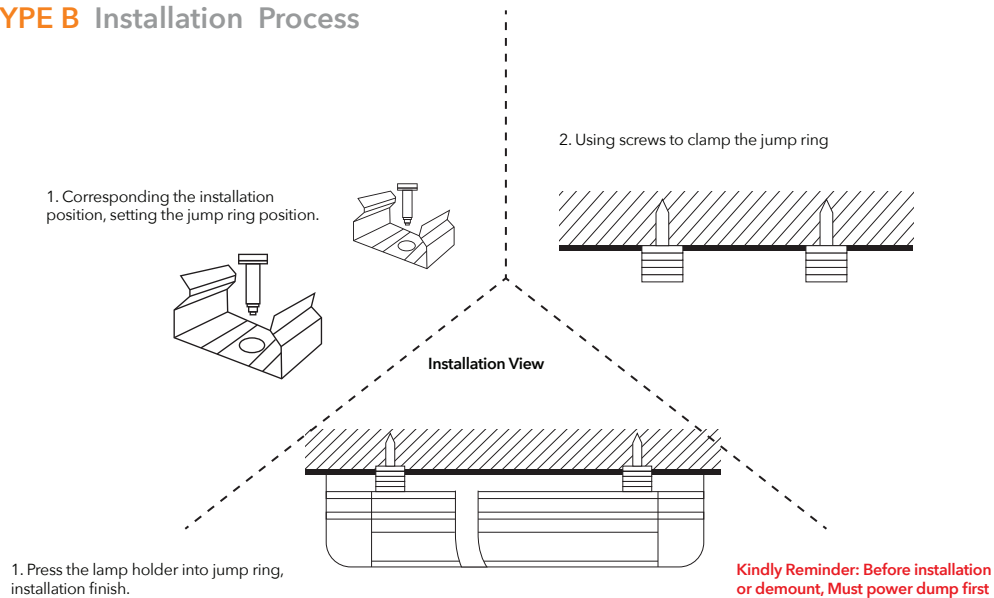 YPE B Installation Process
1. Corresponding the installation
position, setting the jump ring position.
2. Using screws to clamp the jump ring
Installation View
1. Press the lamp holder into jump ring,
installation finish.
Kindly Reminder: Before installation
or demount, Must power dump first